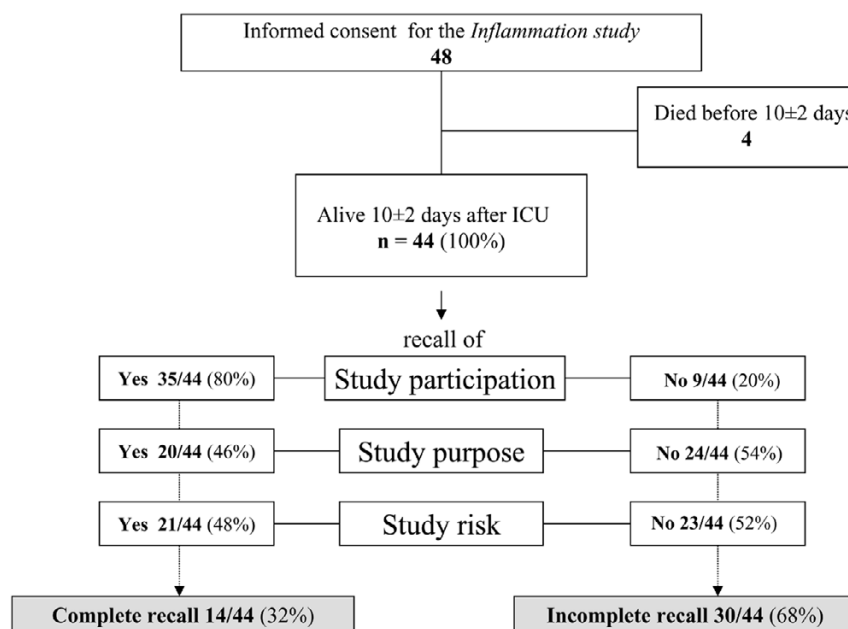 Informed consent for the Inflammation study
48
Died before 10±2 days
4
Alive 10±2 days after ICU
n = 44 (100%)
recall of
Yes 35/44 (80%)
Study participation
No 9/44 (20%)
Yes 20/44 (46%)
Study purpose
No 24/44 (54%)
Yes 21/44 (48%)
Study risk
No 23/44 (52%)
Complete recall 14/44 (32%)
Incomplete recall 30/44 (68%)